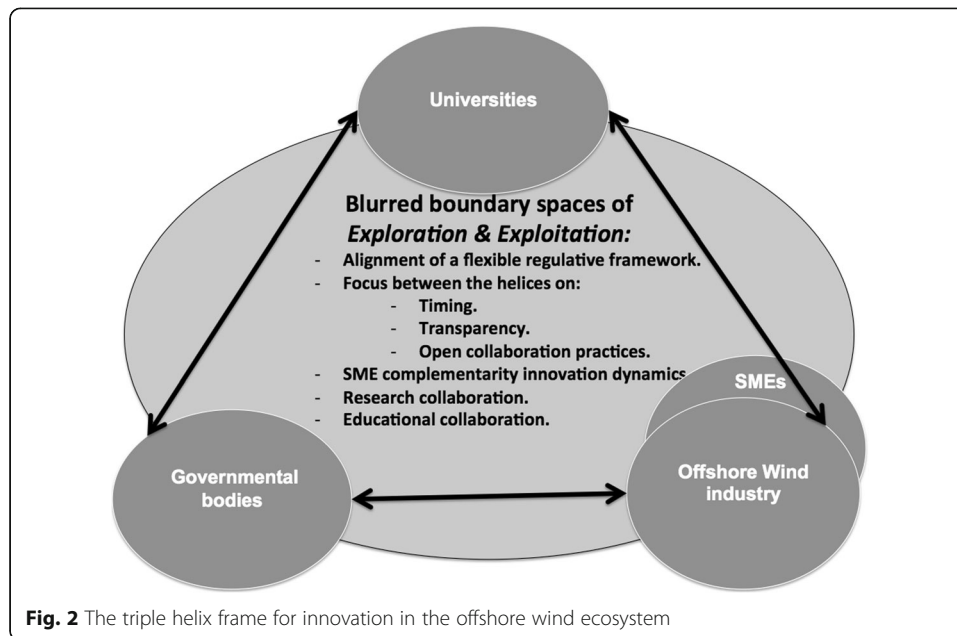 Universities
Blurred boundary spaces of
Exploration & Exploitation:
- Alignment of a flexible regulative framework.
- Focus between the helices on:
- Timing.
- Transparency.
- Open collaboration practices.
- SME complementarity innovation dynamics
- Research collaboration.
- Educational collaboration.
SMEs
Governmental
bodies
Offshore Wind
industry
Fig. 2 The triple helix frame for innovation in the offshore wind ecosystem